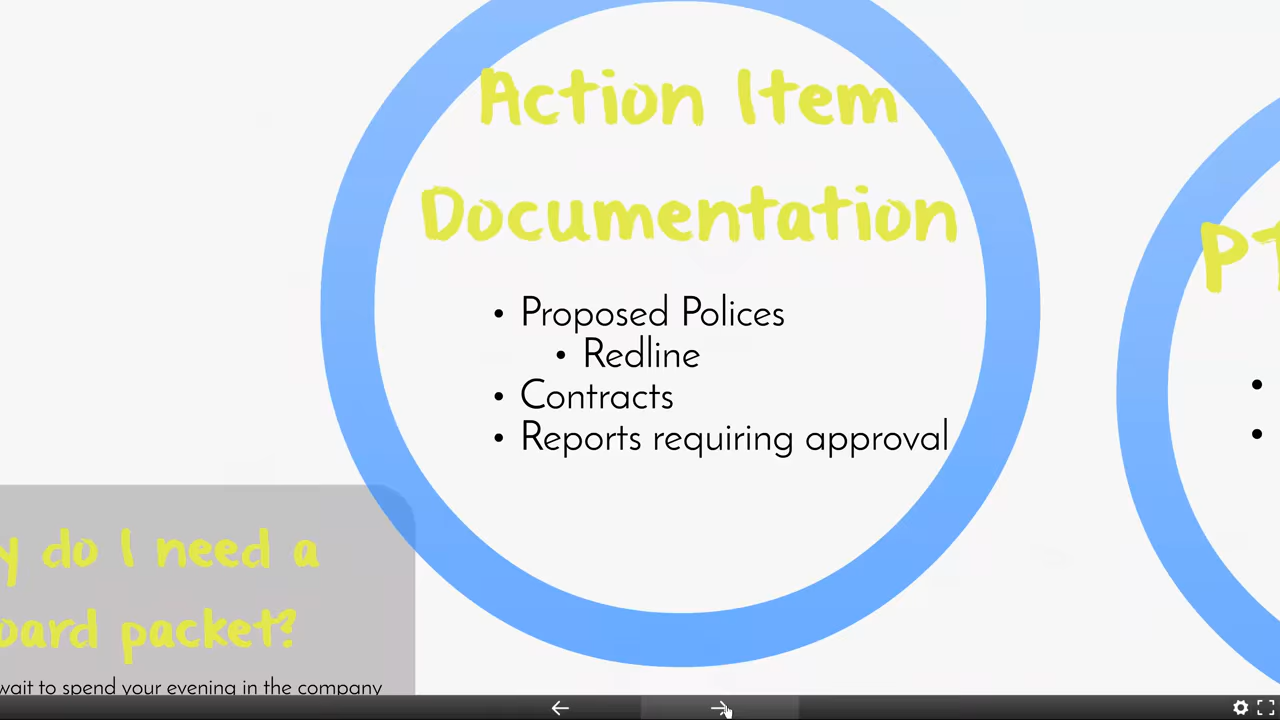 Action Item
Documentation
• Proposed Polices
• Redline
• Contracts
• Reports requiring approval
do I need a
packet?
wait to spend your evening in the company